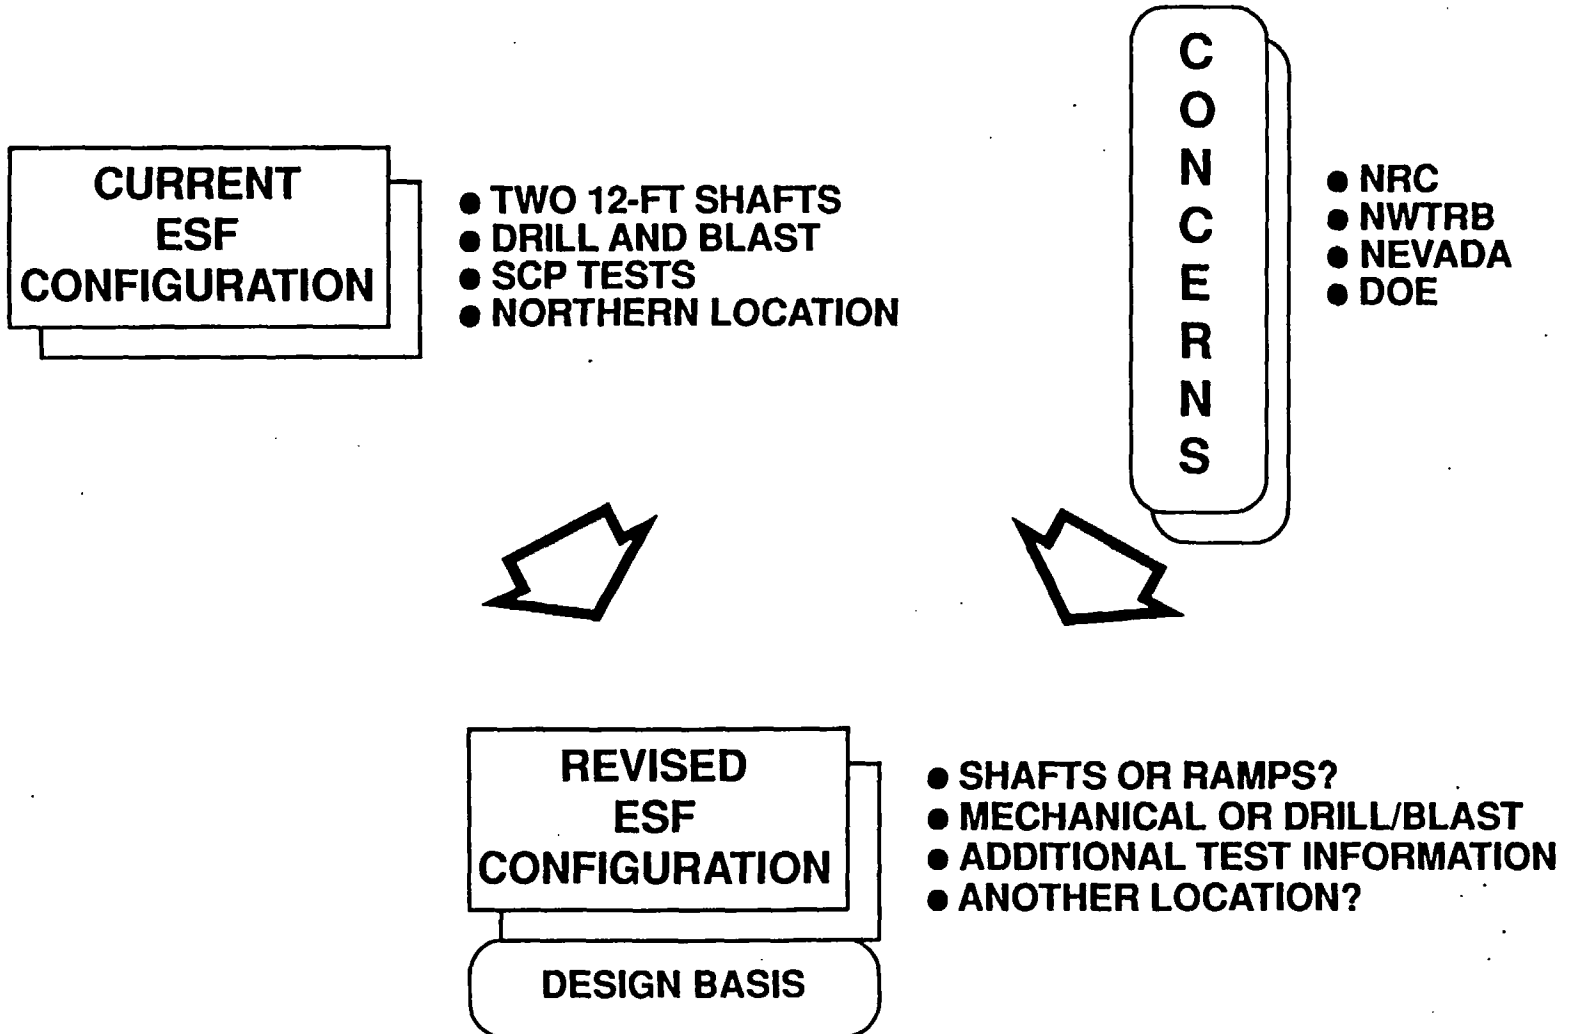 CURRENT
ESF
CONFIGURATION
● TWO 12-FT SHAFTS
● DRILL AND BLAST
● SCP TESTS
● NORTHERN LOCATION
C
O
N
C
E
R
N
S
● NRC
● NWTRB
● NEVADA
● DOE
REVISED
ESF
CONFIGURATION
● SHAFTS OR RAMPS?
● MECHANICAL OR DRILL/BLAST
● ADDITIONAL TEST INFORMATION
● ANOTHER LOCATION?
DESIGN BASIS